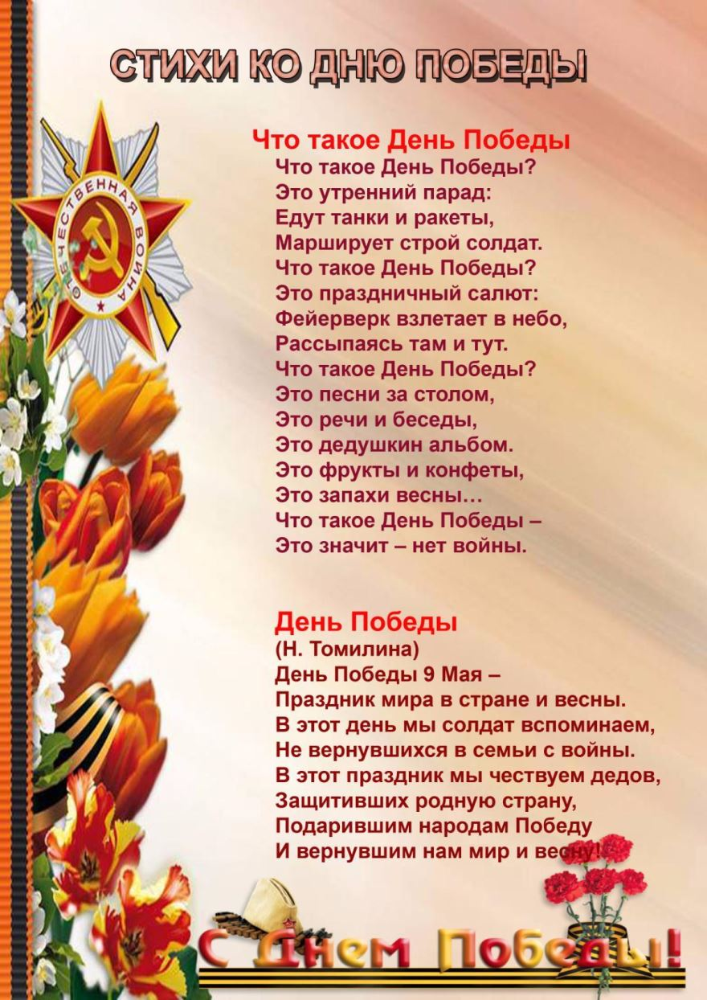 СТИХИ КО ДНЮ ПОБЕДЫ
ОТЕЧЕСТВЕННАЯ ВОЙНА
Что такое День Победы
Что такое День Победы?
Это утренний парад:
Едут танки и ракеты,
Марширует строй солдат.
Что такое День Победы?
Это праздничный салют:
Фейерверк взлетает в небо,
Рассыпаясь там и тут.
Что такое День Победы?
Это песни за столом,
Это речи и беседы,
Это дедушкин альбом.
Это фрукты и конфеты,
Это запахи весны…
Что такое День Победы –
Это значит – нет войны.
День Победы
(Н. Томилина)
День Победы 9 Мая –
Праздник мира в стране и весны.
В этот день мы солдат вспоминаем,
Не вернувшихся в семьи с войны.
В этот праздник мы чествуем дедов,
Защитивших родную страну,
Подарившим народам Победу
И вернувшим нам мир и весну!
С Днем Победы!